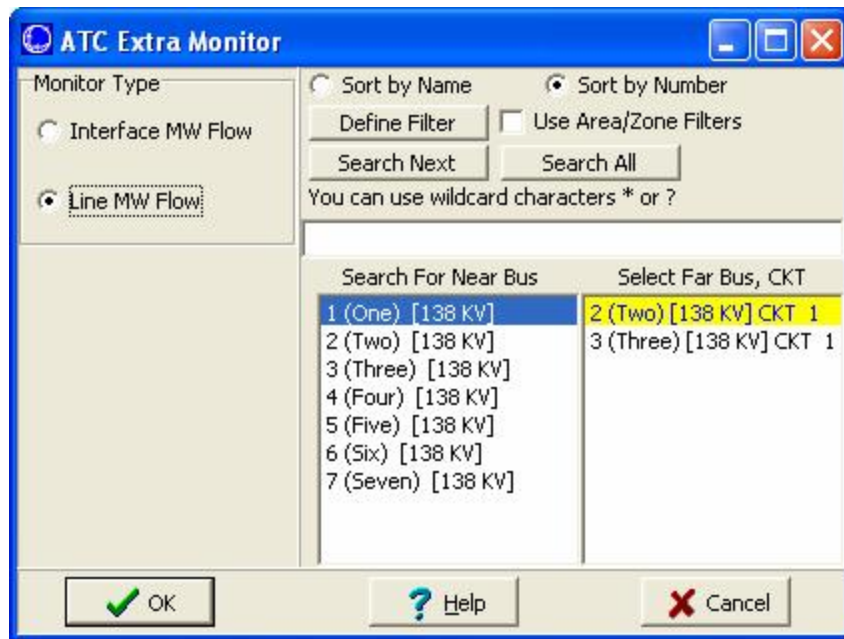 ATC Extra Monitor
Monitor Type
Interface MW Flow
Line MW Flow
Sort by Name Sort by Number
Define Filter Use Area/Zone Filters
Search Next Search All
You can use wildcard characters * or ?
Search For Near Bus Select Far Bus, CKT
1 (One) [138 KV] 2 (Two) [138 KV] CKT 1
2 (Two) [138 KV] 3 (Three) [138 KV] CKT 1
3 (Three) [138 KV]
4 (Four) [138 KV]
5 (Five) [138 KV]
6 (Six) [138 KV]
7 (Seven) [138 KV]
OK Help Cancel